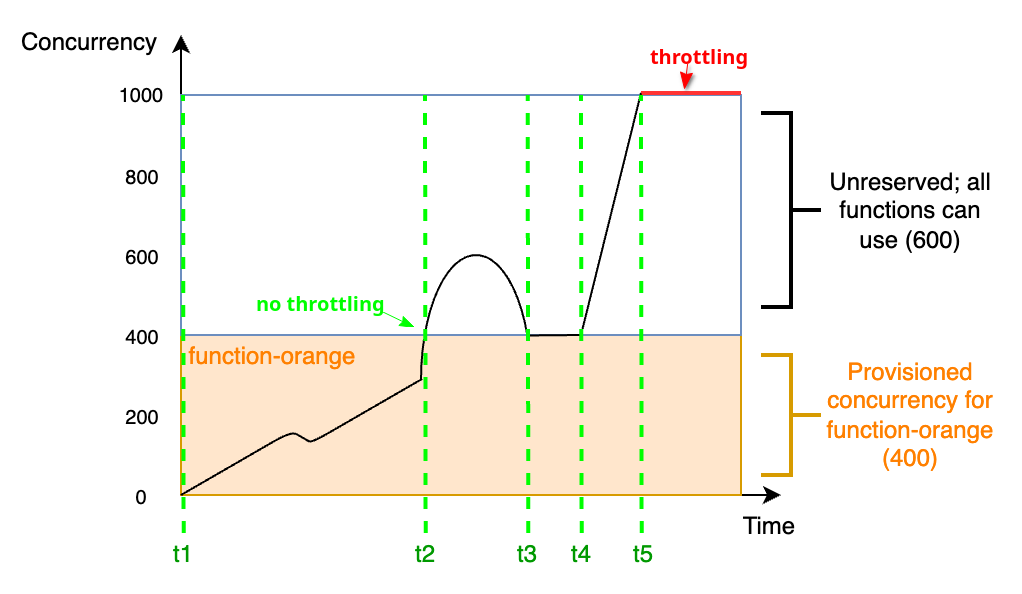 Concurrency
throttling
1000
800
Unreserved; all
functions can
use (600)
600
no throttling
400
function-orange
Provisioned
concurrency for
function-orange
(400)
200
0
Time
t1
t2
t3
t4
t5